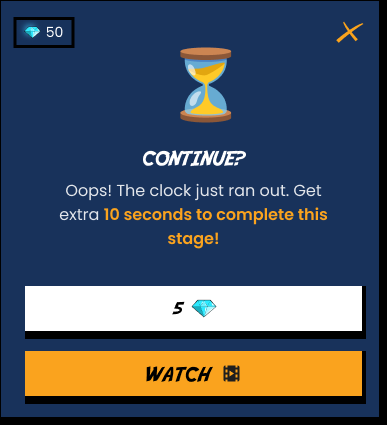 50
CONTINUE?
Oops! The clock just ran out. Get
extra 10 seconds to complete this
stage!
5
WATCH